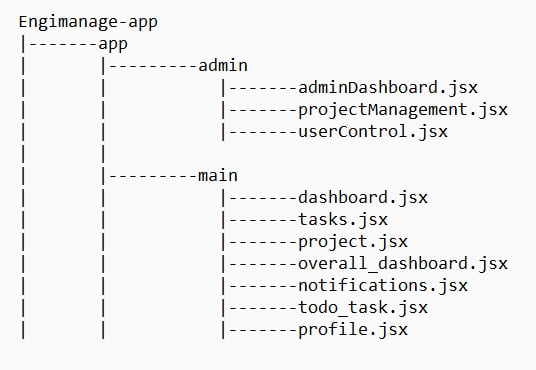 Engimanage-app
|-------app
|       |---------admin
|       |           |-------adminDashboard.jsx
|       |           |-------projectManagement.jsx
|       |           |-------userControl.jsx
|       |
|       |---------main
|       |           |-------dashboard.jsx
|       |           |-------tasks.jsx
|       |           |-------project.jsx
|       |           |-------overall_dashboard.jsx
|       |           |-------notifications.jsx
|       |           |-------todo_task.jsx
|       |           |-------profile.jsx